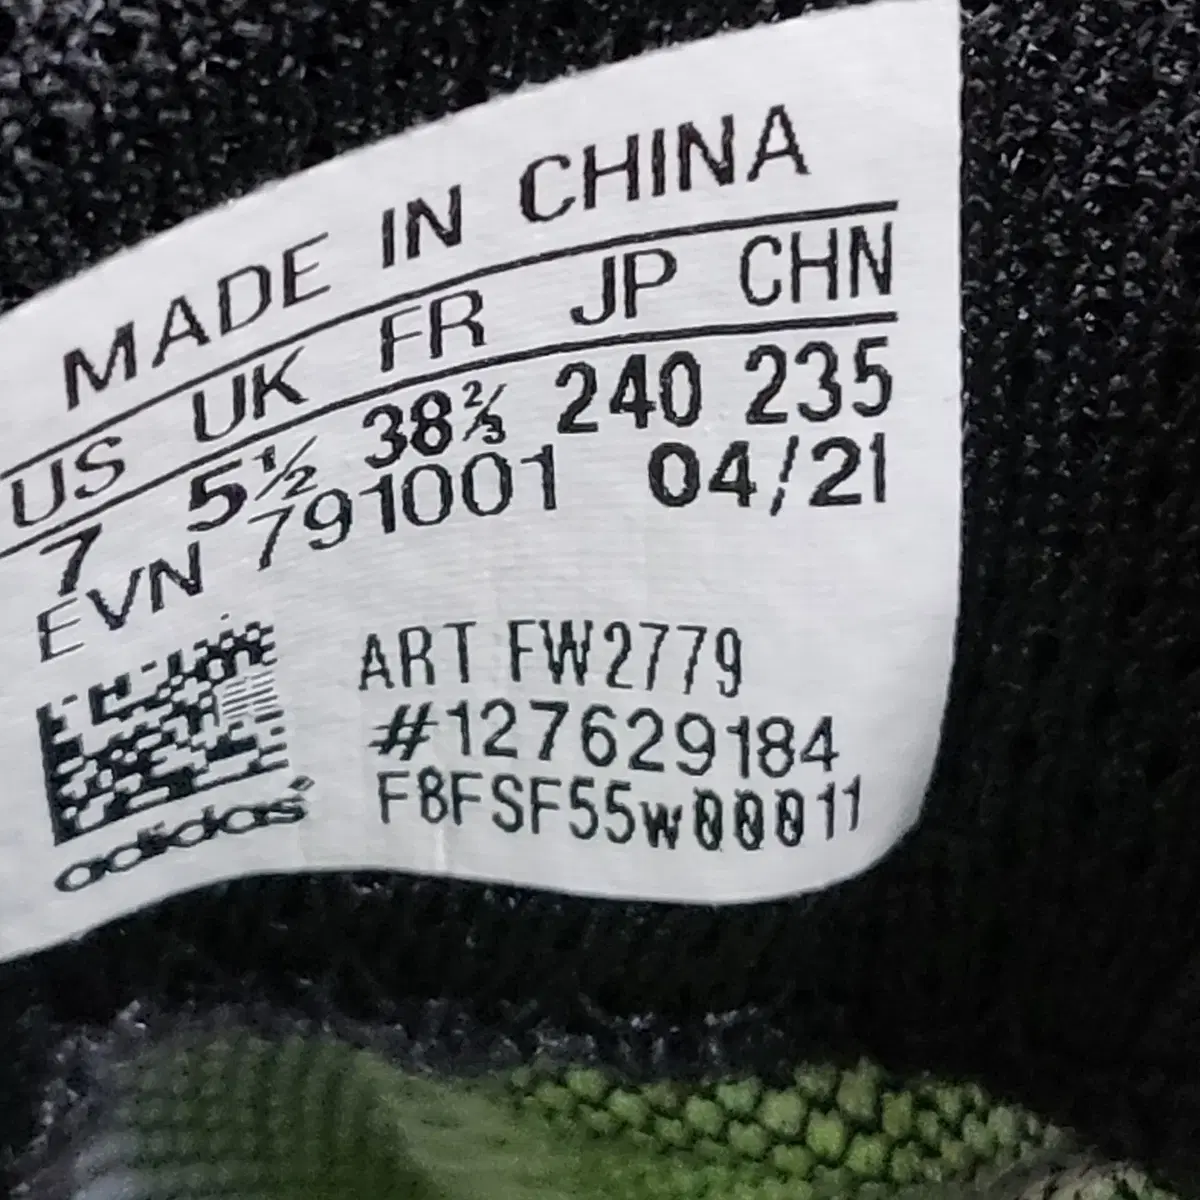 MADE IN CHINA
US UK FR JP CHN
7 5½ 38⅔ 240 235
EVN 791001 04/21
ART FW2779
#127629184
F8FSF55w00011
adidas